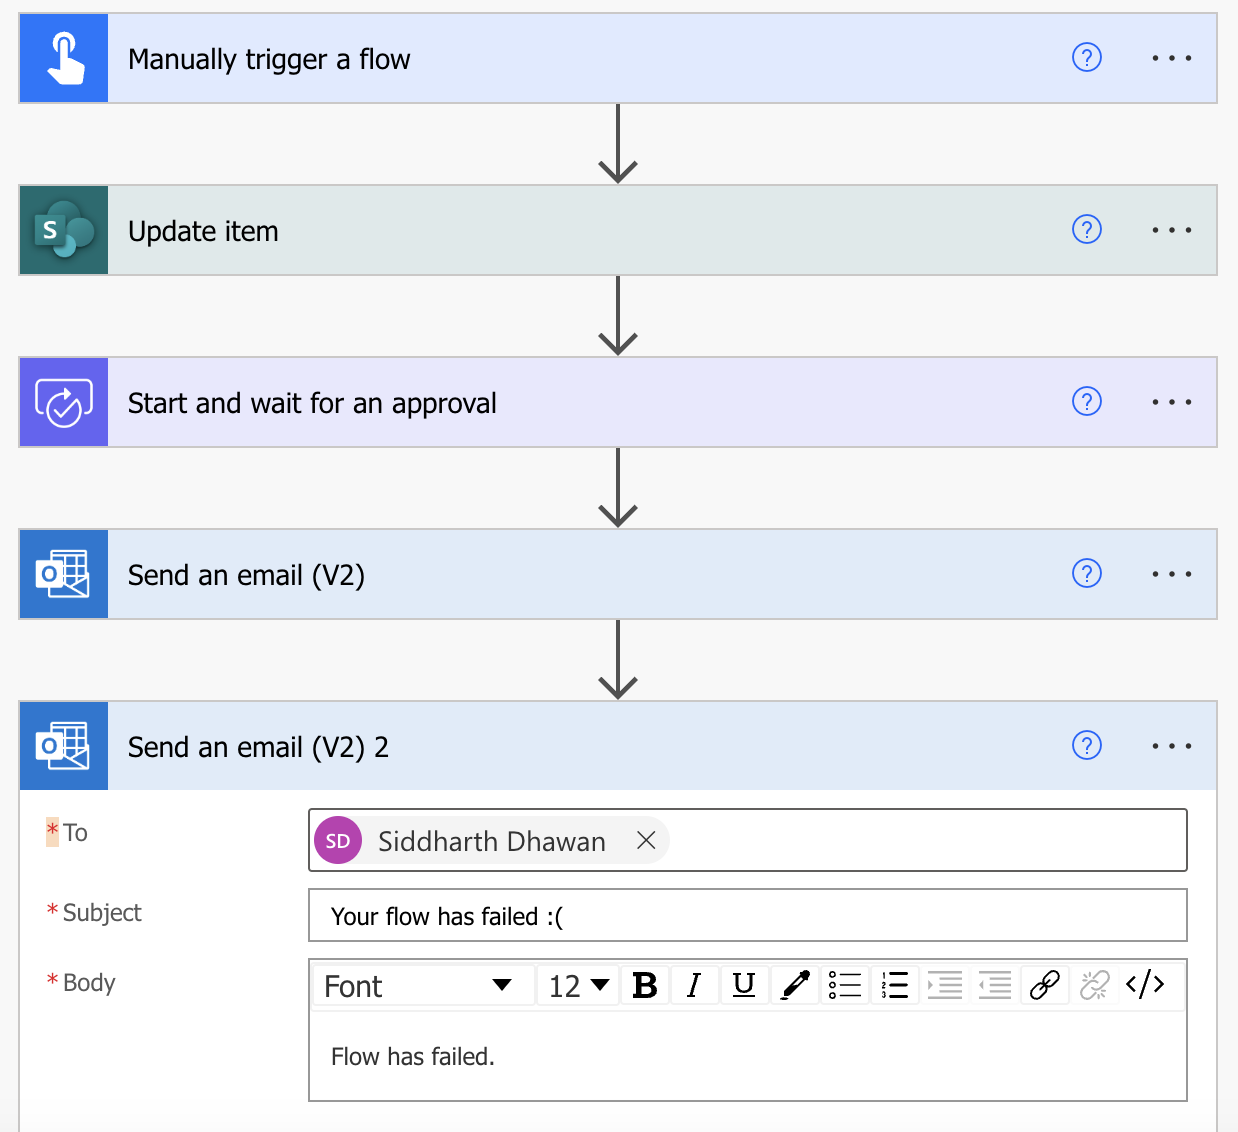 Manually trigger a flow
?
S
Update item
?
Start and wait for an approval
?
O
Send an email (V2)
?
O
Send an email (V2) 2
?
* To
SD Siddharth Dhawan
* Subject
Your flow has failed :(
* Body
Font 12 B I U </>
Flow has failed.